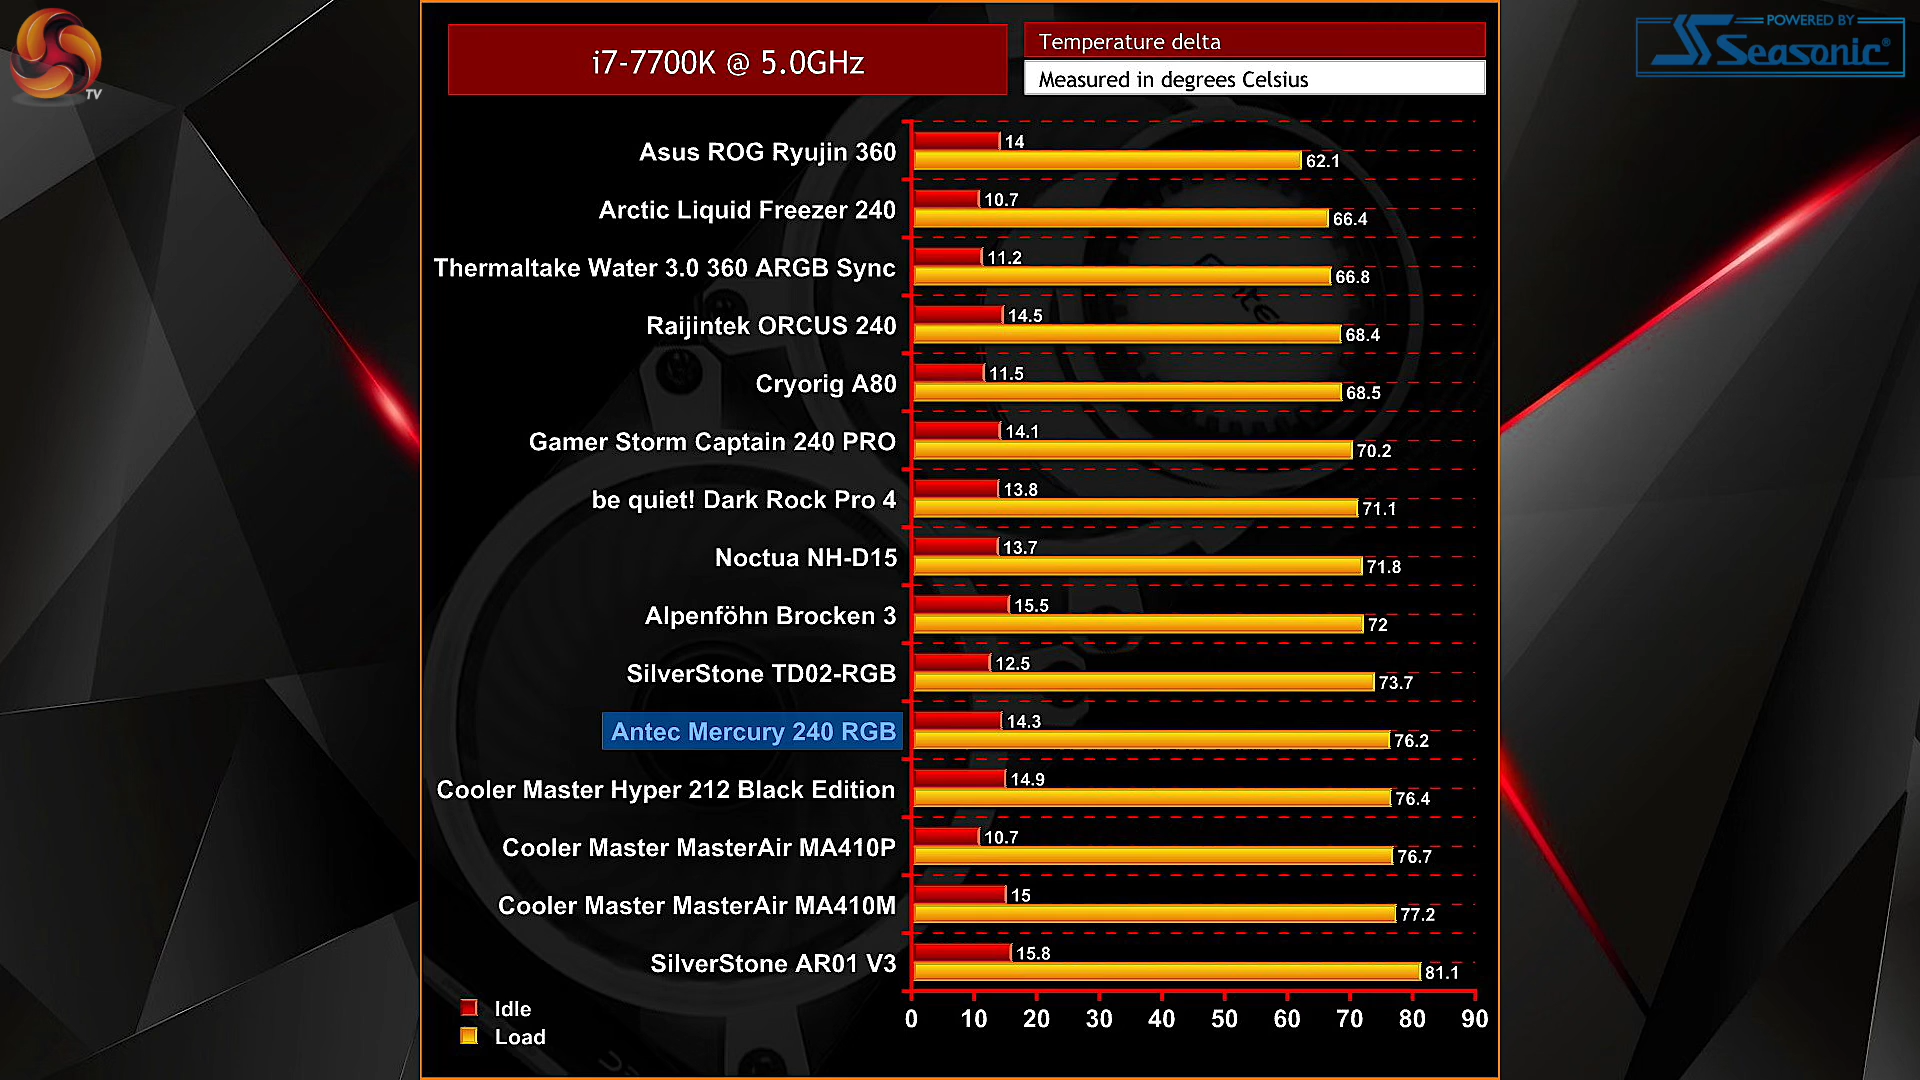 TV
POWERED BY
Seasonic®
i7-7700K @ 5.0GHz
Temperature delta
Measured in degrees Celsius
Asus ROG Ryujin 360 14 62.1
Arctic Liquid Freezer 240 10.7 66.4
Thermaltake Water 3.0 360 ARGB Sync 11.2 66.8
Raijintek ORCUS 240 14.5 68.4
Cryorig A80 11.5 68.5
Gamer Storm Captain 240 PRO 14.1 70.2
be quiet! Dark Rock Pro 4 13.8 71.1
Noctua NH-D15 13.7 71.8
Alpenföhn Brocken 3 15.5 72
SilverStone TD02-RGB 12.5 73.7
Antec Mercury 240 RGB 14.3 76.2
Cooler Master Hyper 212 Black Edition 14.9 76.4
Cooler Master MasterAir MA410P 10.7 76.7
Cooler Master MasterAir MA410M 15 77.2
SilverStone AR01 V3 15.8 81.1
0 10 20 30 40 50 60 70 80 90
Idle
Load